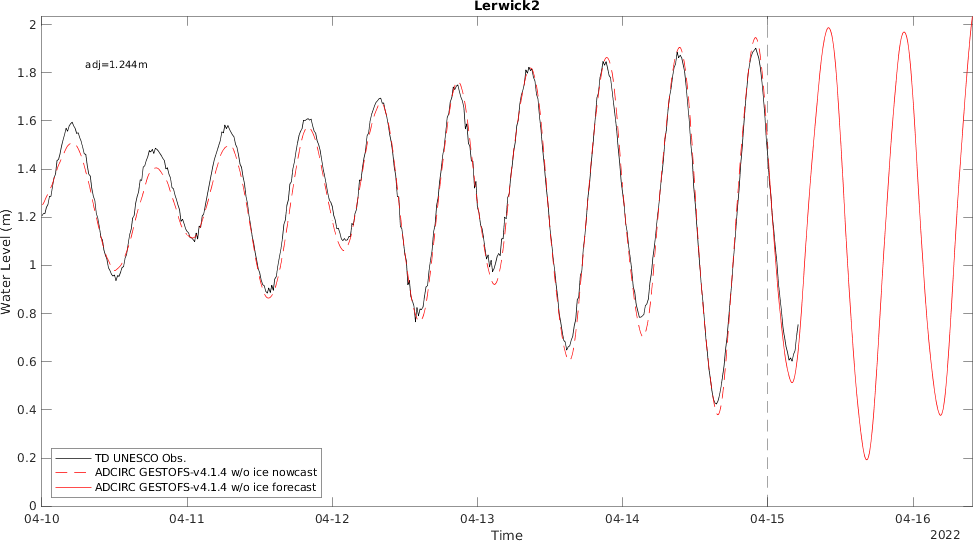 Lerwick2
adj=1.244m
Water Level (m)
2
1.8
1.6
1.4
1.2
1
0.8
0.6
0.4
0.2
0
TD UNESCO Obs.
ADCIRC GESTOFS-v4.1.4 w/o ice nowcast
ADCIRC GESTOFS-v4.1.4 w/o ice forecast
04-10 04-11 04-12 04-13 04-14 04-15 04-16
Time
2022